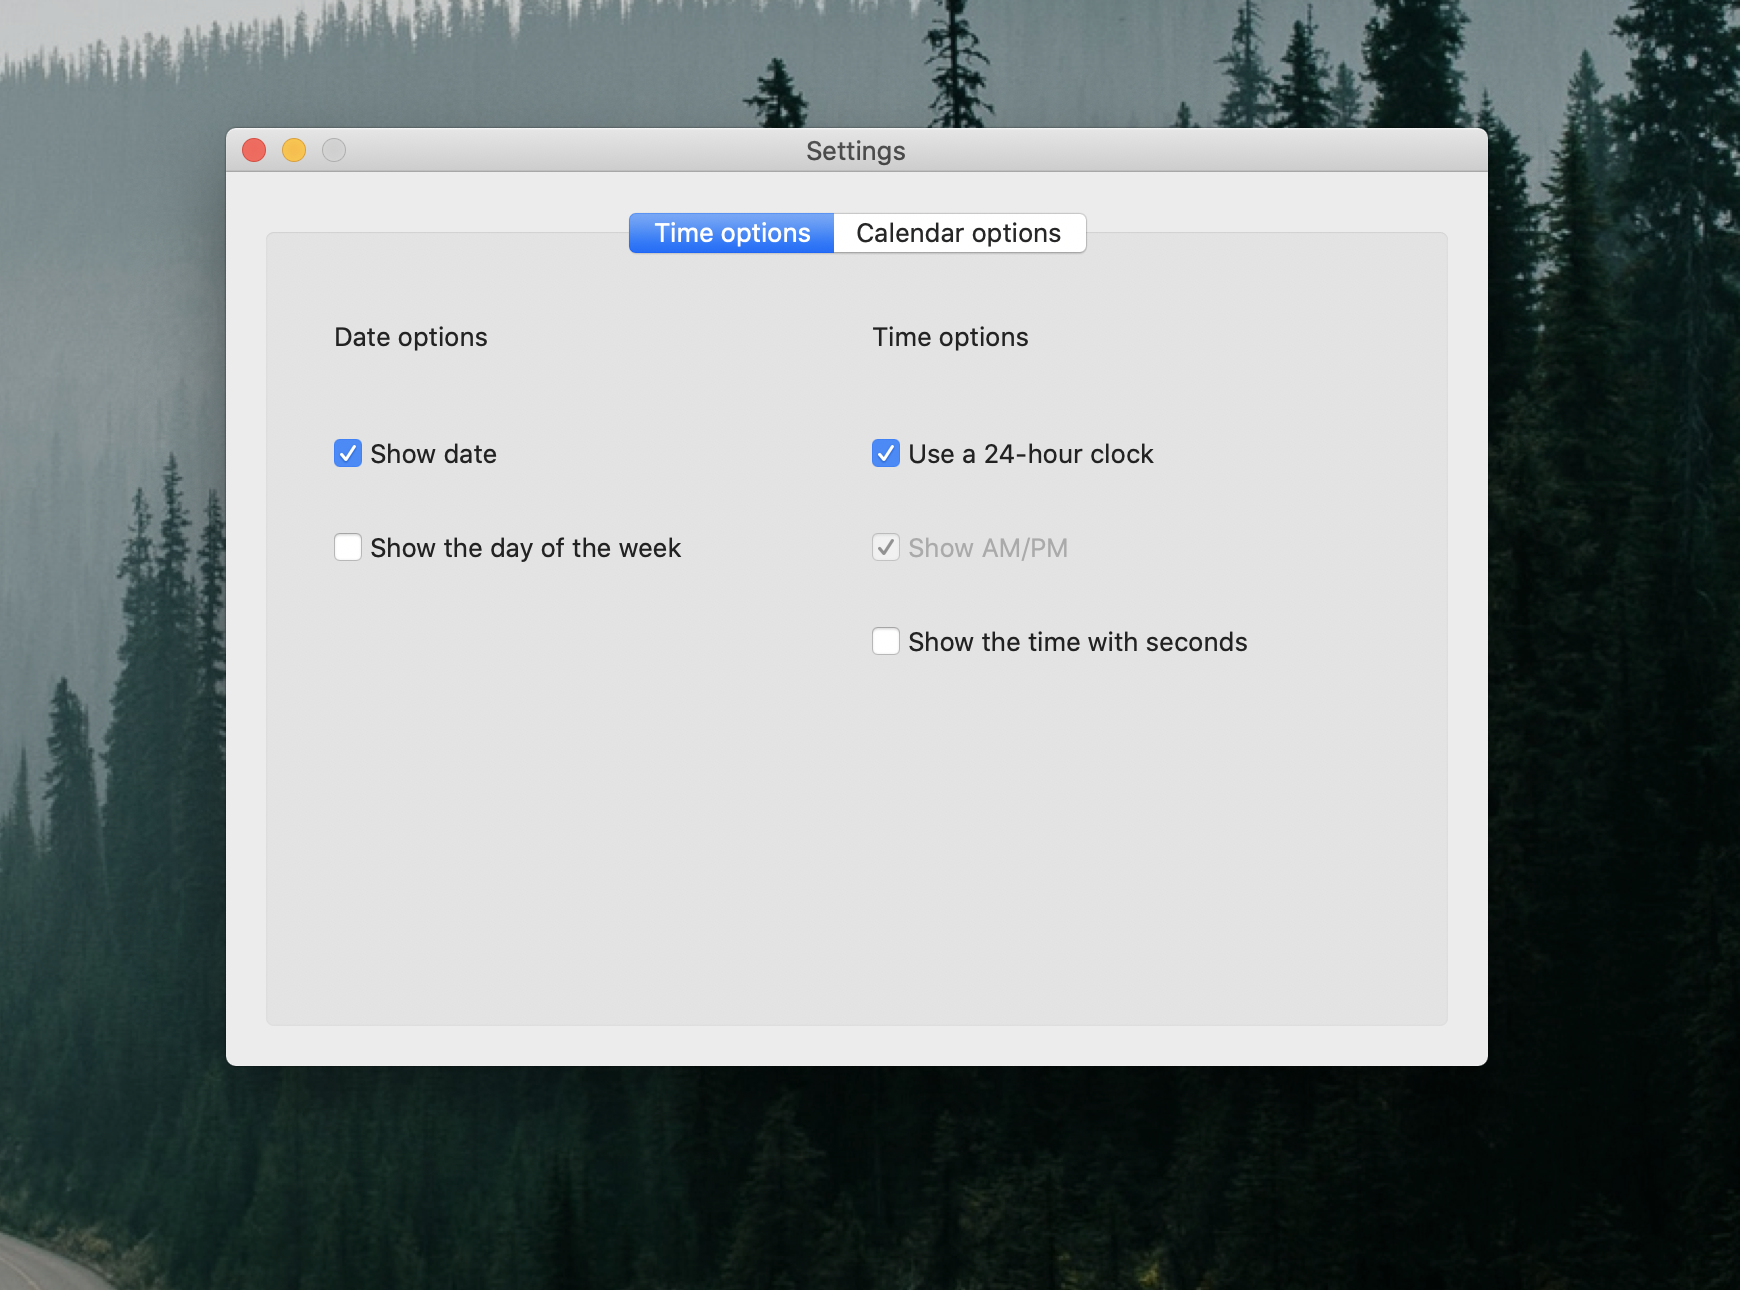 Settings
Time options
Calendar options
Date options
Show date
Show the day of the week
Time options
Use a 24-hour clock
Show AM/PM
Show the time with seconds